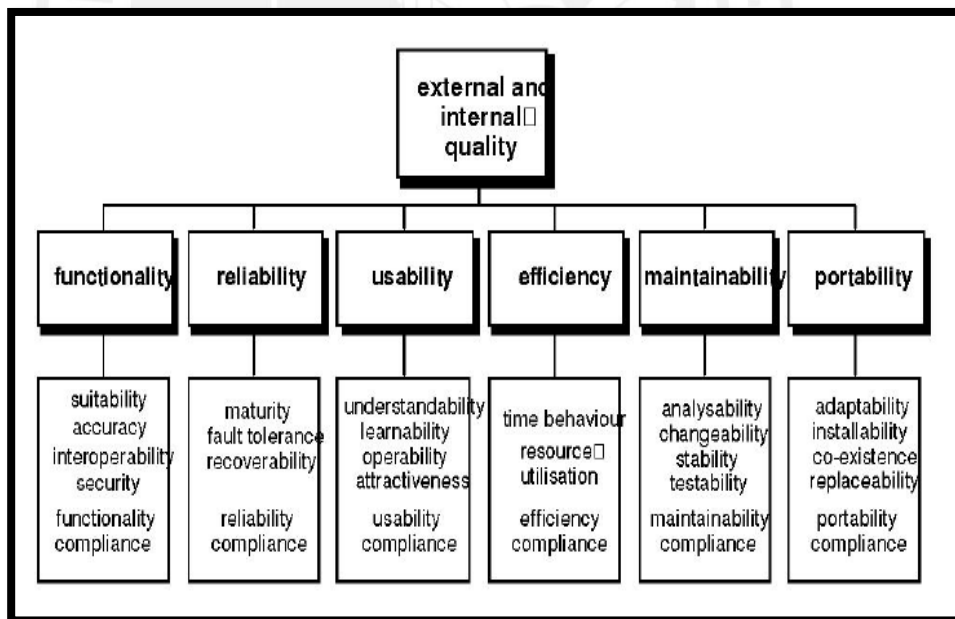 external and
internal□
quality
functionality
reliability
usability
efficiency
maintainability
portability
suitability
accuracy
interoperability
security
functionality
compliance
maturity
fault tolerance
recoverability
reliability
compliance
understandability
learnability
operability
attractiveness
usability
compliance
time behaviour
resource□
utilisation
efficiency
compliance
analysability
changeability
stability
testability
maintainability
compliance
adaptability
installability
co-existence
replaceability
portability
compliance